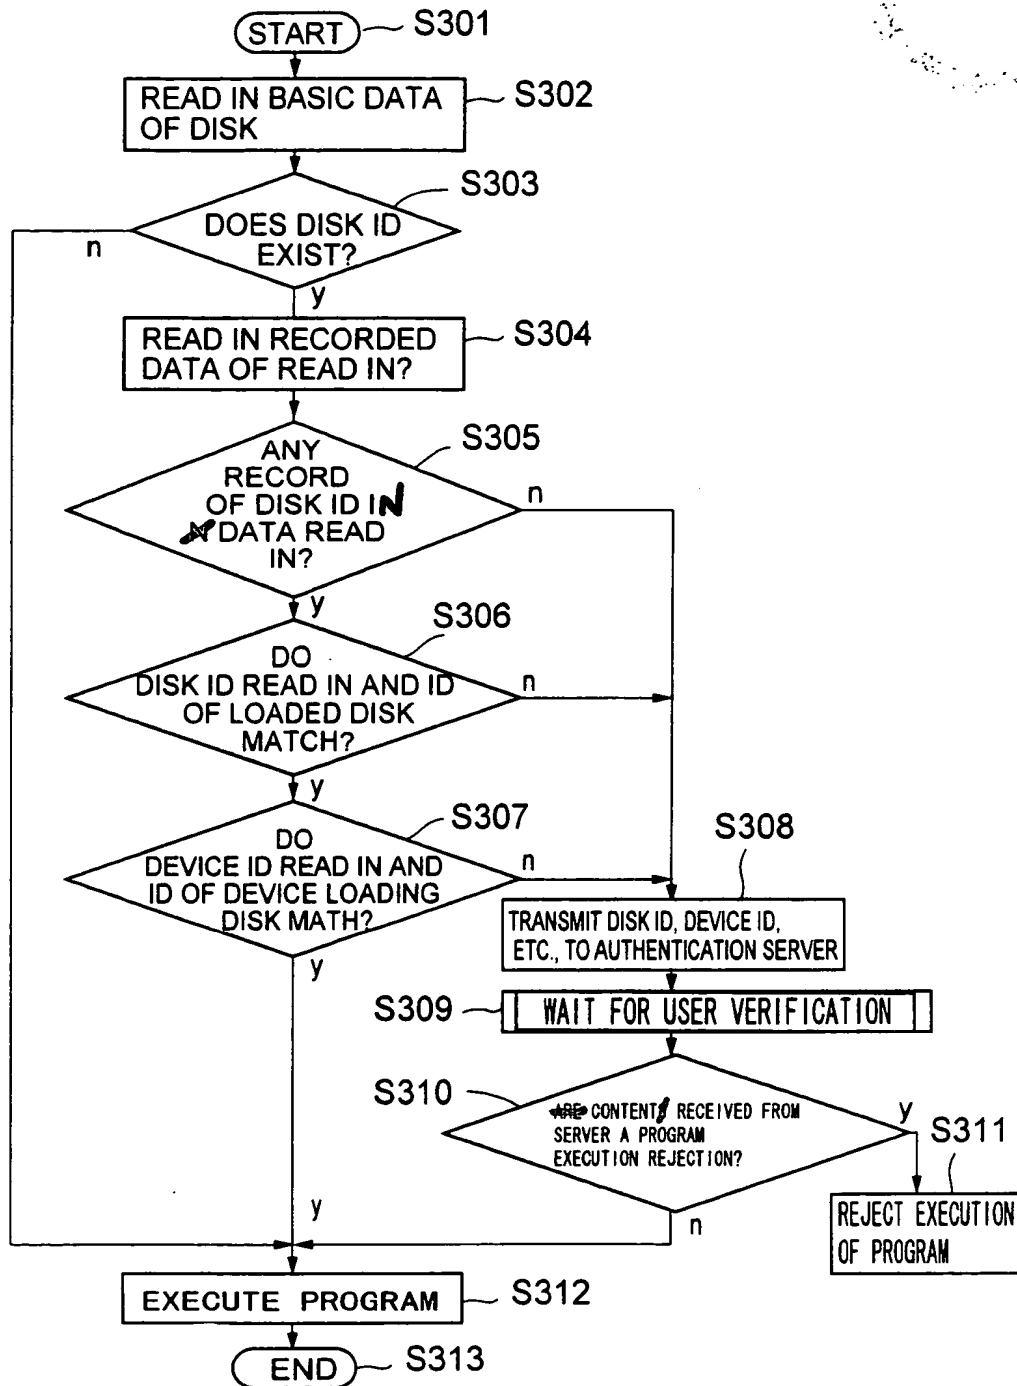 START
S301
READ IN BASIC DATA
OF DISK
S302
S303
DOES DISK ID
EXIST?
n
y
READ IN RECORDED
DATA OF READ IN?
S304
S305
ANY
RECORD
OF DISK ID IN
DATA READ
IN?
n
y
S306
DO
DISK ID READ IN AND ID
OF LOADED DISK
MATCH?
n
y
S307
DO
DEVICE ID READ IN AND
ID OF DEVICE LOADING
DISK MATH?
n
y
S308
TRANSMIT DISK ID, DEVICE ID,
ETC., TO AUTHENTICATION SERVER
S309
WAIT FOR USER VERIFICATION
S310
ARE CONTENT RECEIVED FROM
SERVER A PROGRAM
EXECUTION REJECTION?
y
S311
n
REJECT EXECUTION
OF PROGRAM
y
EXECUTE PROGRAM
S312
END
S313